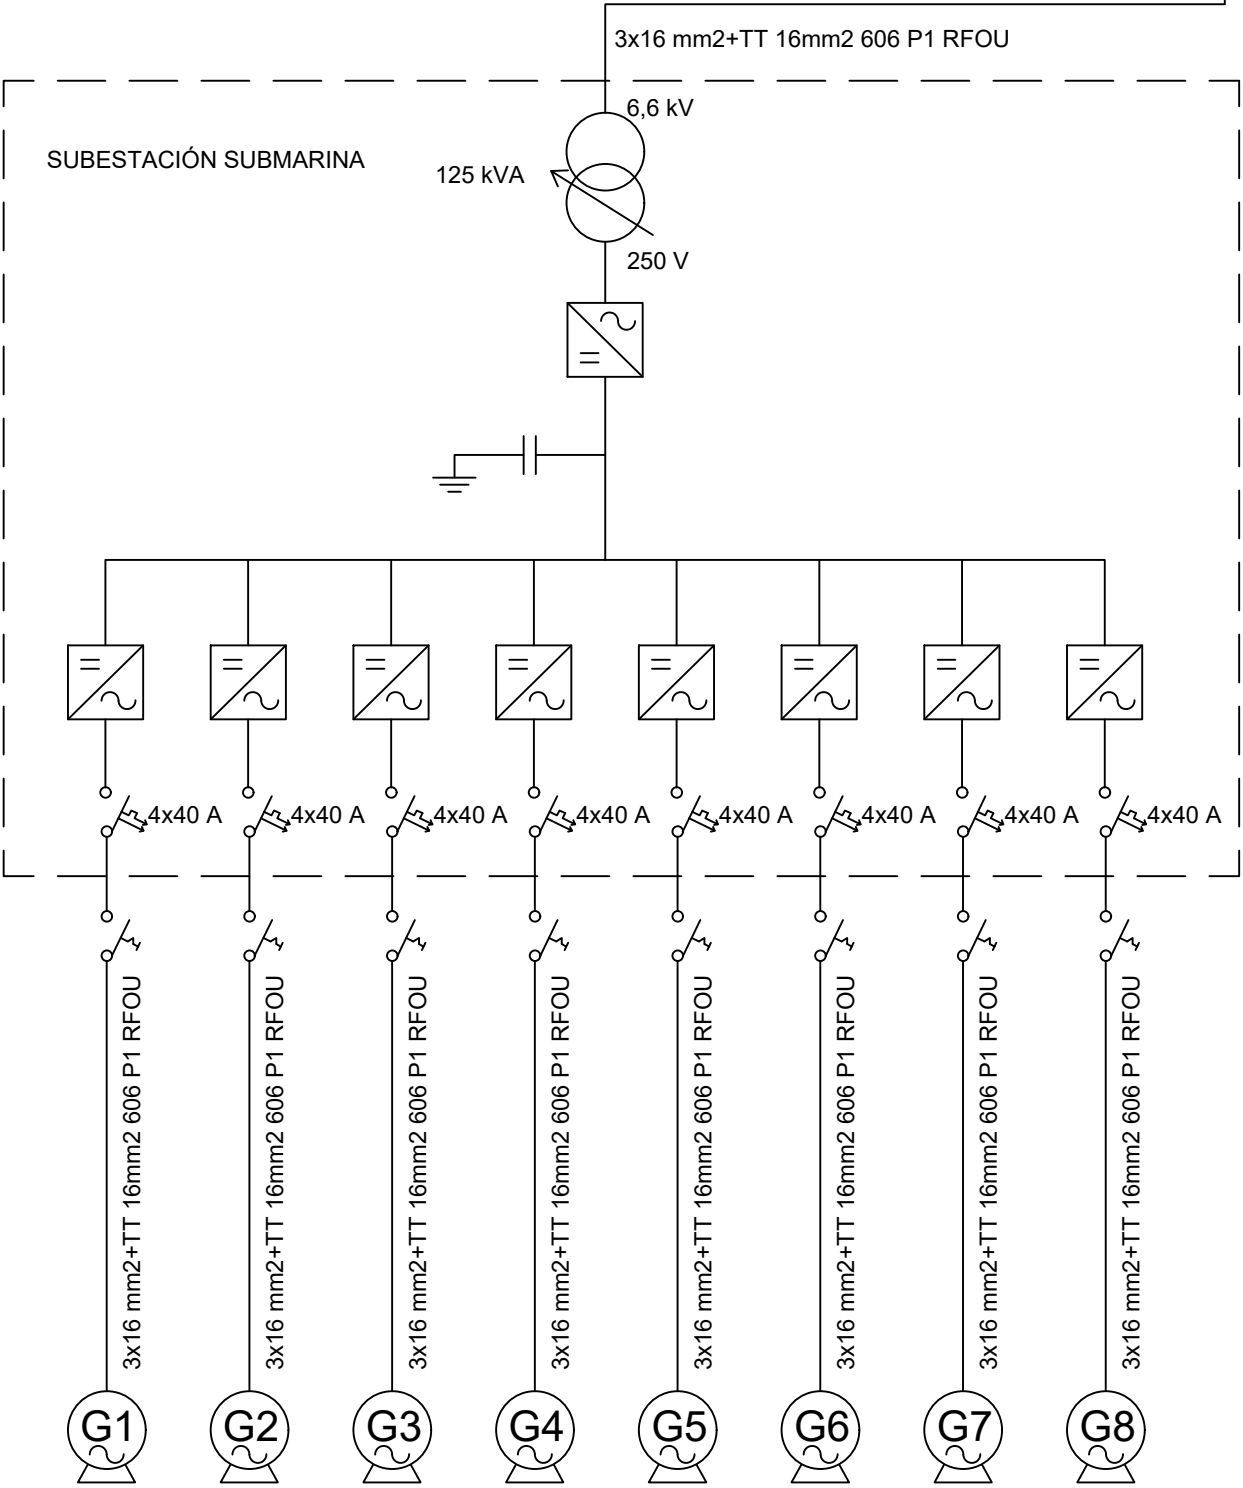 3x16 mm2+TT 16mm2 606 P1 RFOU
6,6 kV
SUBESTACIÓN SUBMARINA
125 kVA
250 V
4x40 A
4x40 A
4x40 A
4x40 A
4x40 A
4x40 A
4x40 A
4x40 A
3x16 mm2+TT 16mm2 606 P1 RFOU
3x16 mm2+TT 16mm2 606 P1 RFOU
3x16 mm2+TT 16mm2 606 P1 RFOU
3x16 mm2+TT 16mm2 606 P1 RFOU
3x16 mm2+TT 16mm2 606 P1 RFOU
3x16 mm2+TT 16mm2 606 P1 RFOU
3x16 mm2+TT 16mm2 606 P1 RFOU
3x16 mm2+TT 16mm2 606 P1 RFOU
G1
G2
G3
G4
G5
G6
G7
G8